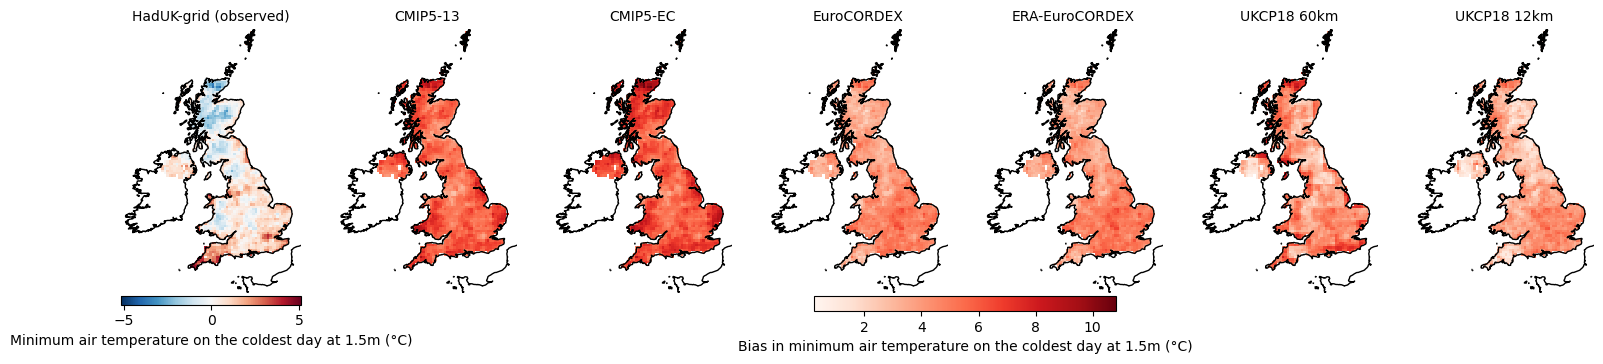 HadUK-grid (observed) CMIP5-13 CMIP5-EC EuroCORDEX ERA-EuroCORDEX UKCP18 60km UKCP18 12km
−5 0 5
Minimum air temperature on the coldest day at 1.5m (°C)
2 4 6 8 10
Bias in minimum air temperature on the coldest day at 1.5m (°C)